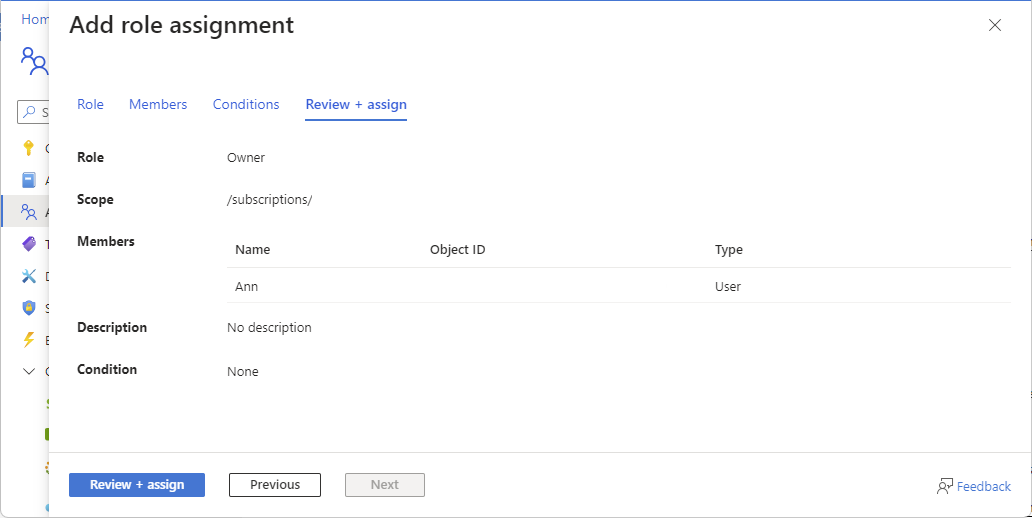 Hom
Add role assignment
Role Members Conditions Review + assign
Role Owner
Scope /subscriptions/
Members
Name Object ID Type
Ann User
Description No description
Condition None
Review + assign Previous Next
Feedback